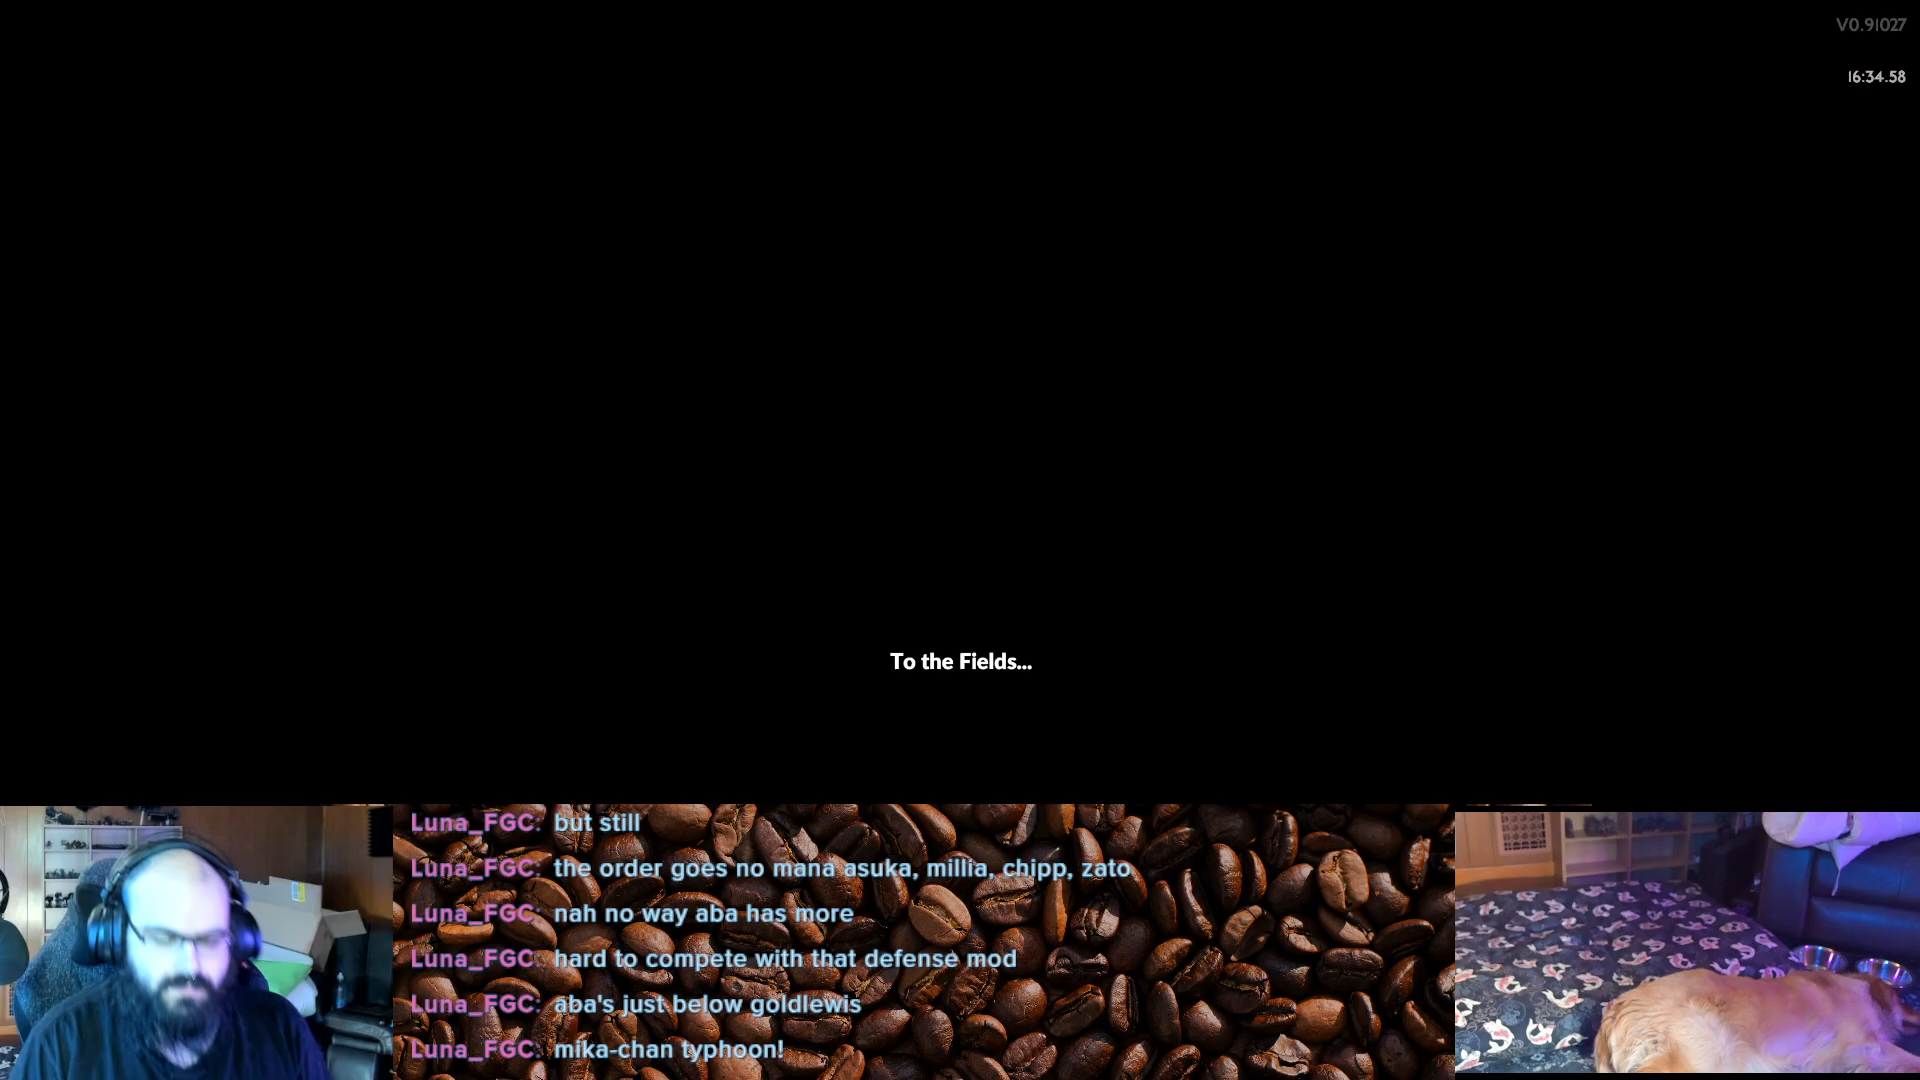 V0.91027
16:34.58
To the Fields...
Luna_FGC: but still
Luna_FGC: the order goes no mana asuka, millia, chipp, zato
Luna_FGC: nah no way aba has more
Luna_FGC: hard to compete with that defense mod
Luna_FGC: aba's just below goldlewis
Luna_FGC: mika-chan typhoon!